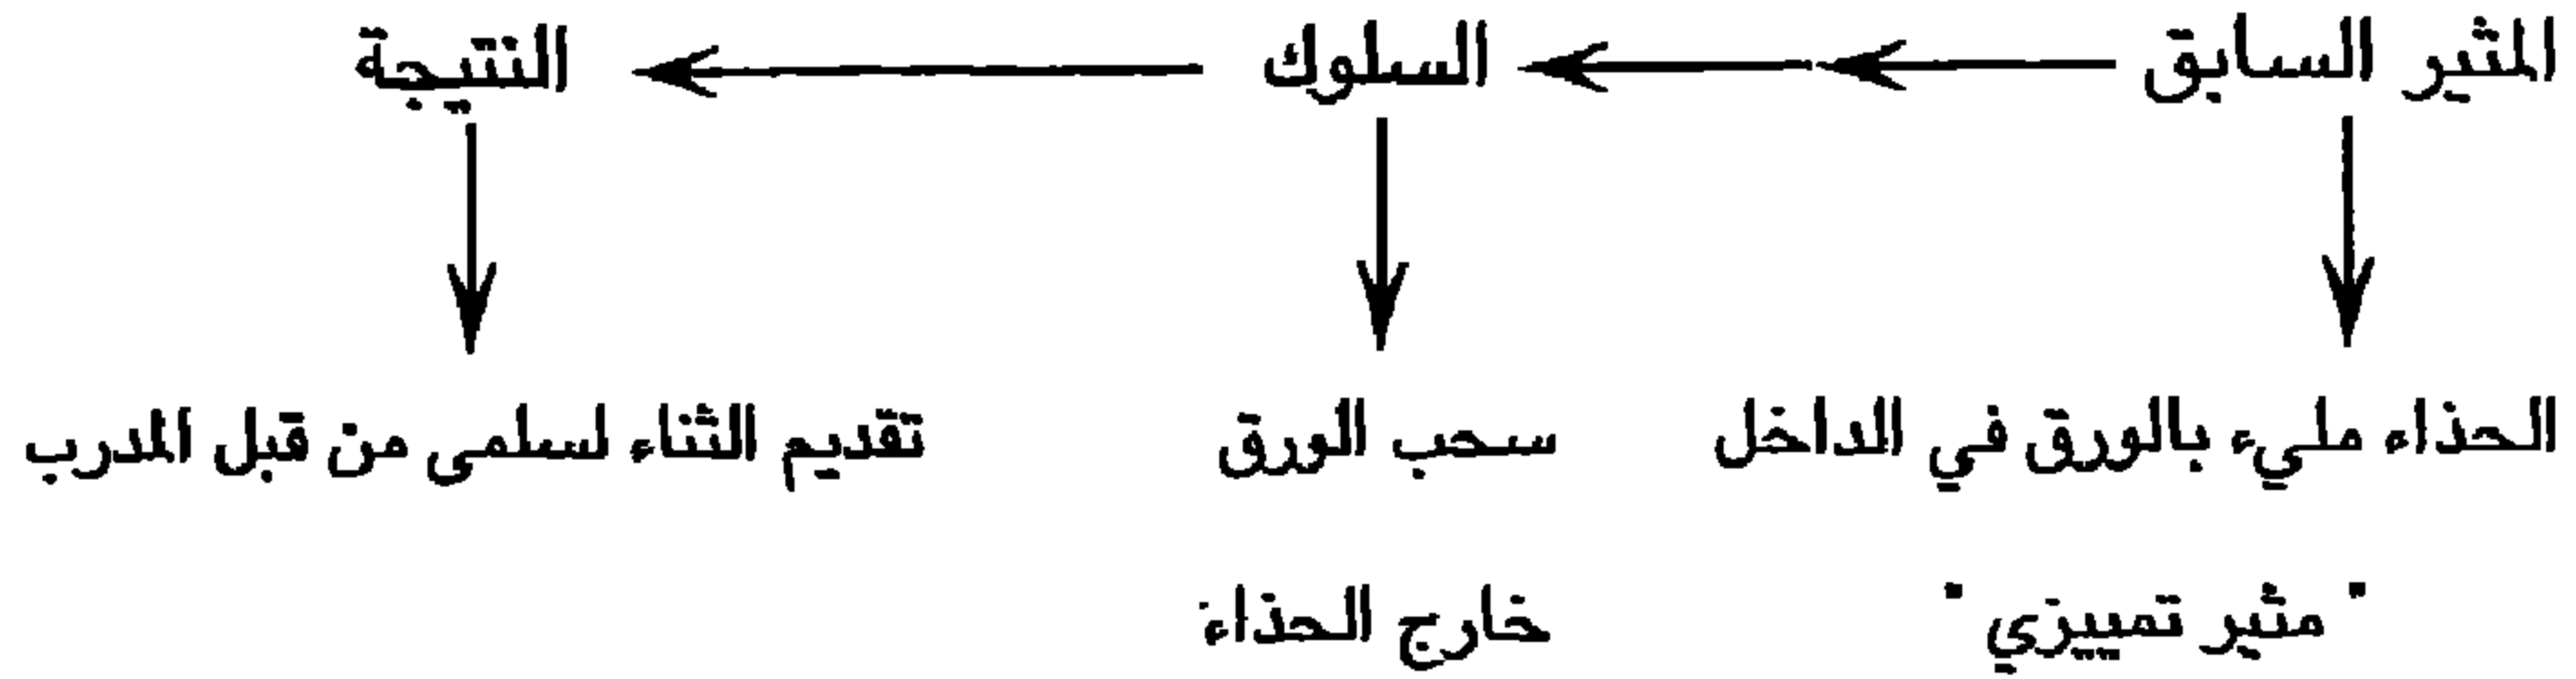 المثير السابق السلوك النتيجة
الحذاء مليء بالورق في الداخل سحب الورق تقديم الثناء لسلمى من قبل المدرب
" مثير تمييزي " خارج الحذاء